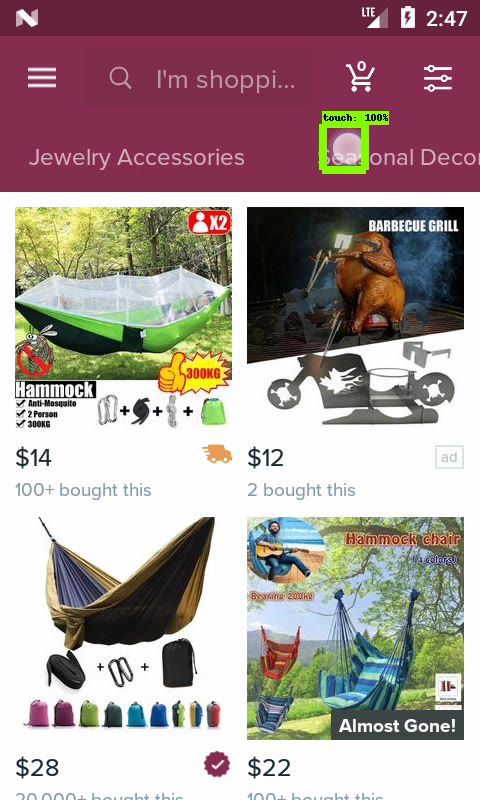 LTE
2:47
I'm shoppi...
0
touch: 100%
Jewelry Accessories
Seasonal Decor
X2
BARBECUE GRILL
300KG
Hammock
Anti-Mosquito
2 Person
300KG
$14
100+ bought this
$12
ad
2 bought this
Hammock chair
(4 colors)
Bearing 200kg
Almost Gone!
$28
20,000+ bought this
$22
100+ bought this